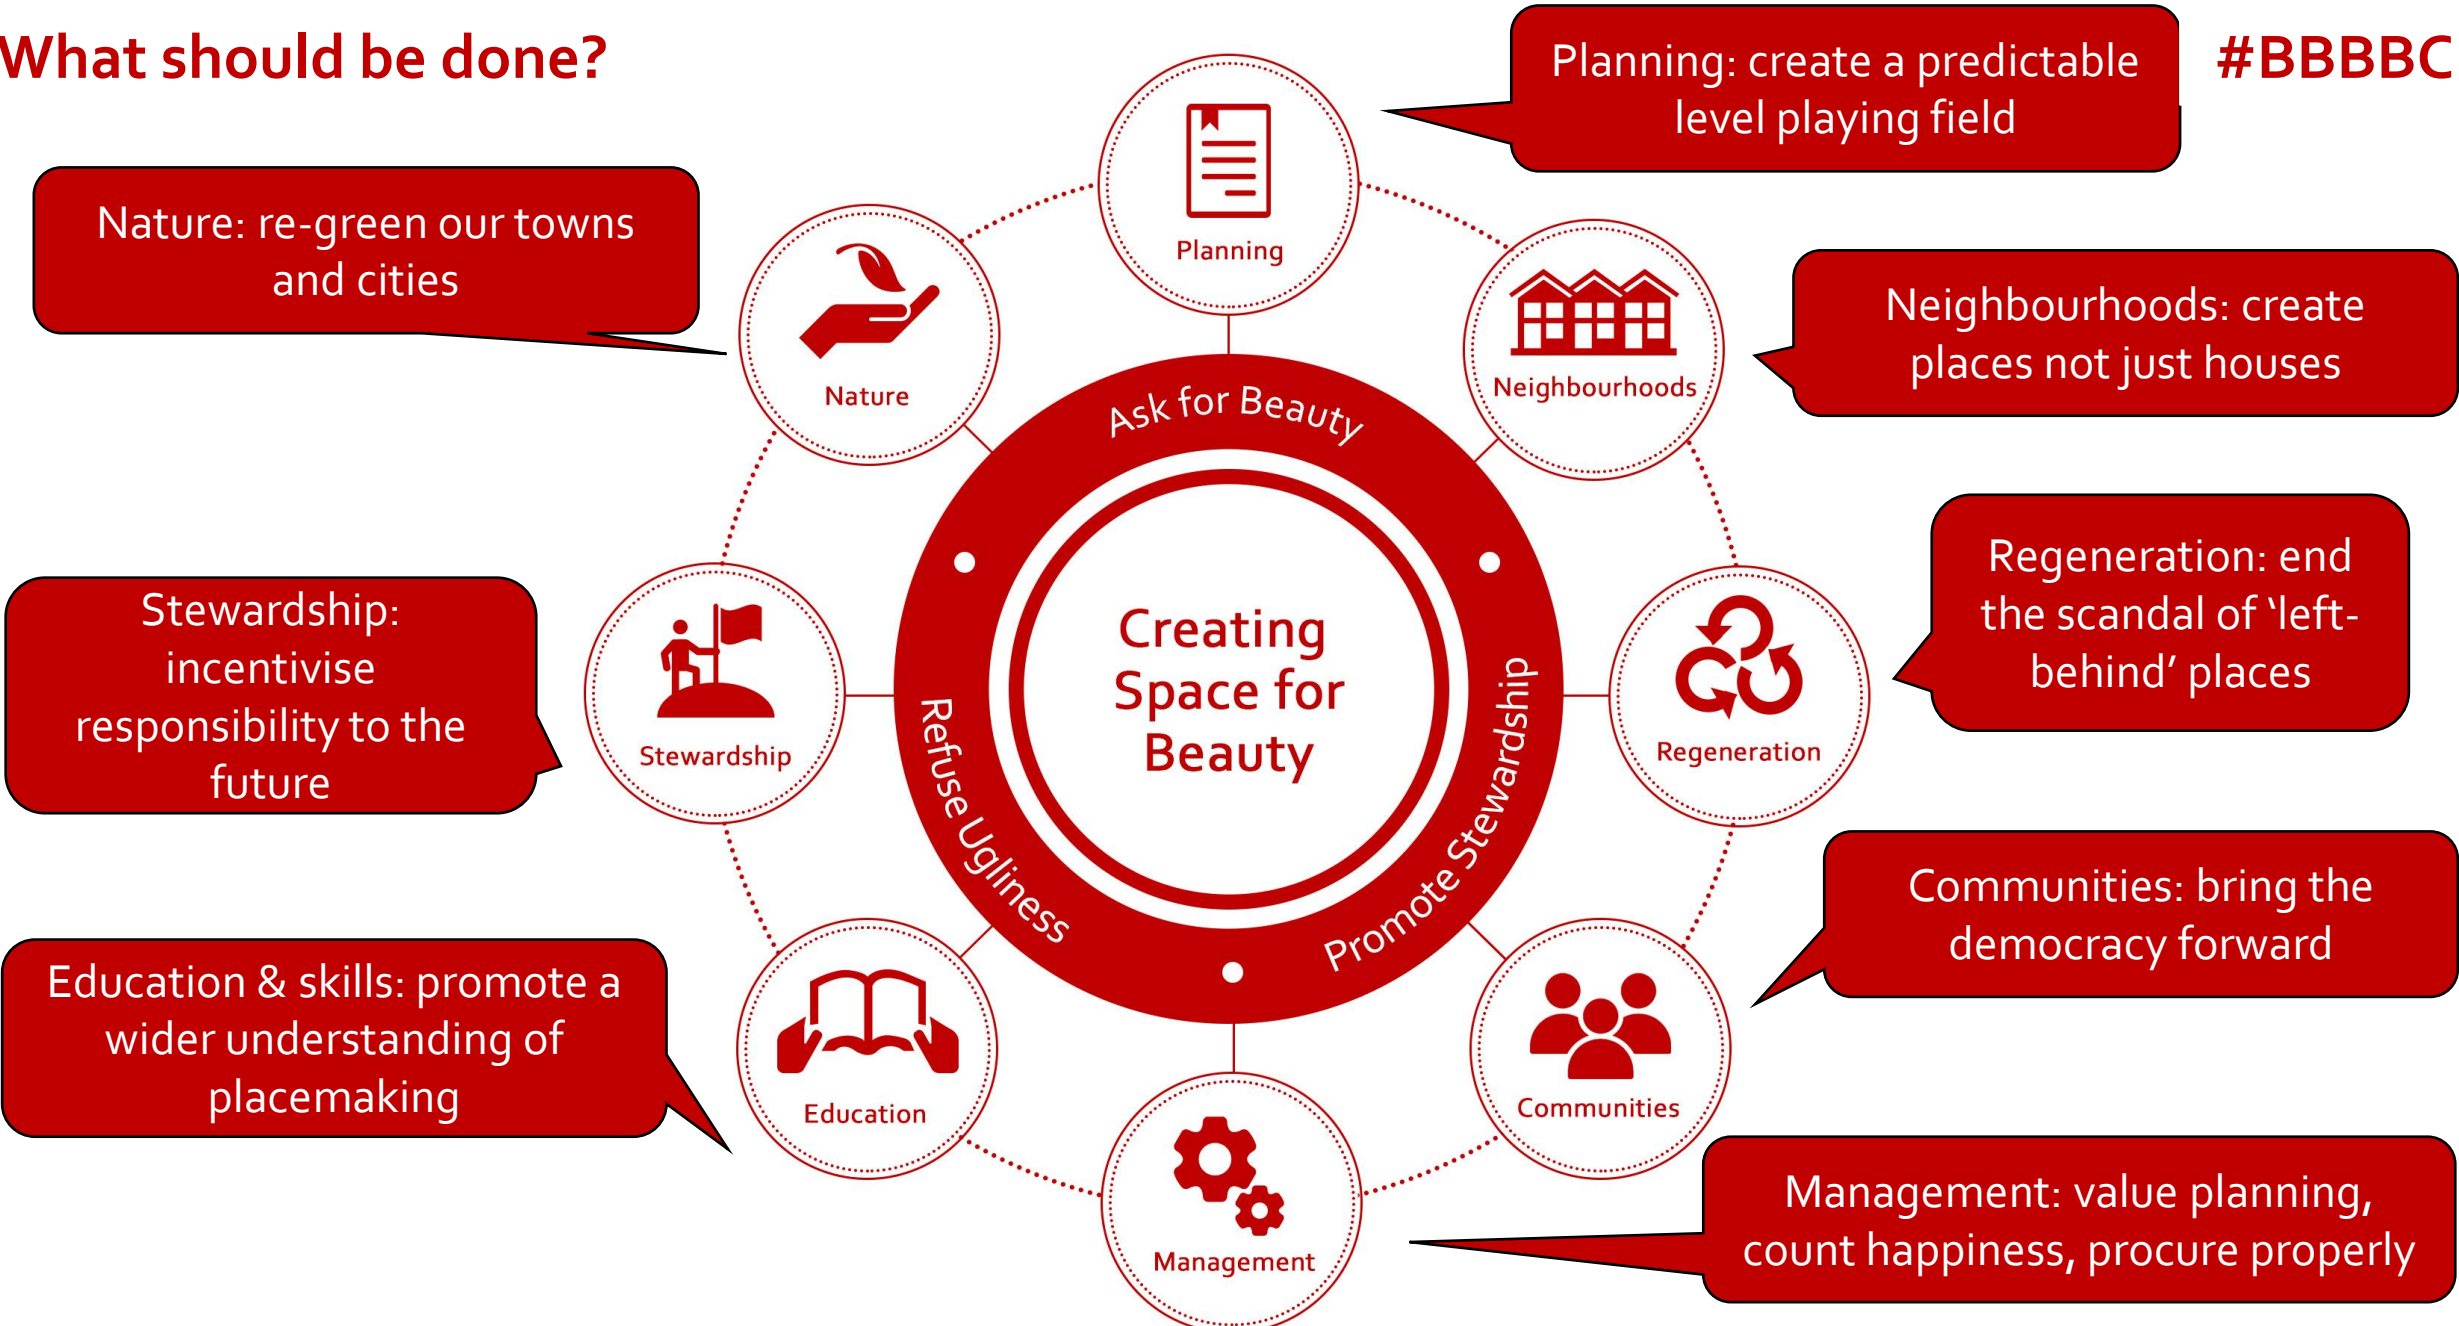 What should be done?
#BBBBC
Planning: create a predictable
level playing field
Nature: re-green our towns
and cities
Planning
Neighbourhoods: create
places not just houses
Nature
Neighbourhoods
Ask for Beauty
Regeneration: end
the scandal of ‘left-
behind’ places
Stewardship:
incentivise
responsibility to the
future
Creating
Space for
Beauty
Stewardship
Regeneration
Refuse Ugliness
Promote Stewardship
Communities: bring the
democracy forward
Education & skills: promote a
wider understanding of
placemaking
Education
Communities
Management
Management: value planning,
count happiness, procure properly